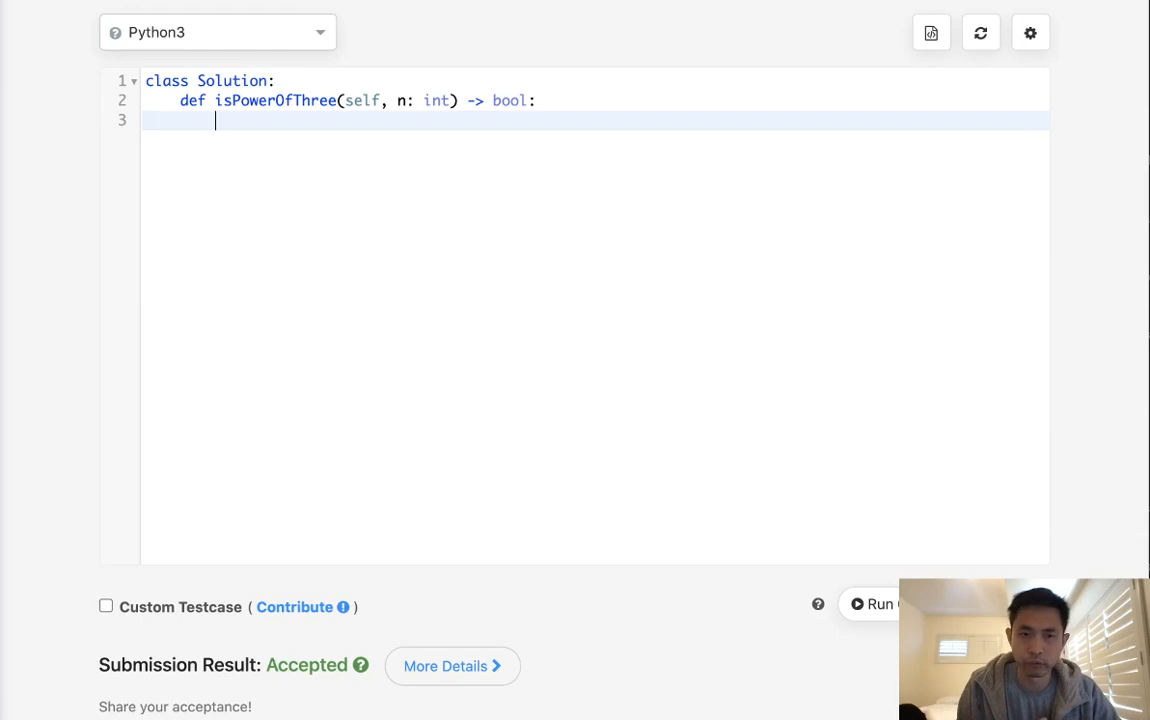 Python3
1 class Solution:
2 def isPowerOfThree(self, n: int) -> bool:
3
Custom Testcase ( Contribute )
Run
Submission Result: Accepted
More Details
Share your acceptance!